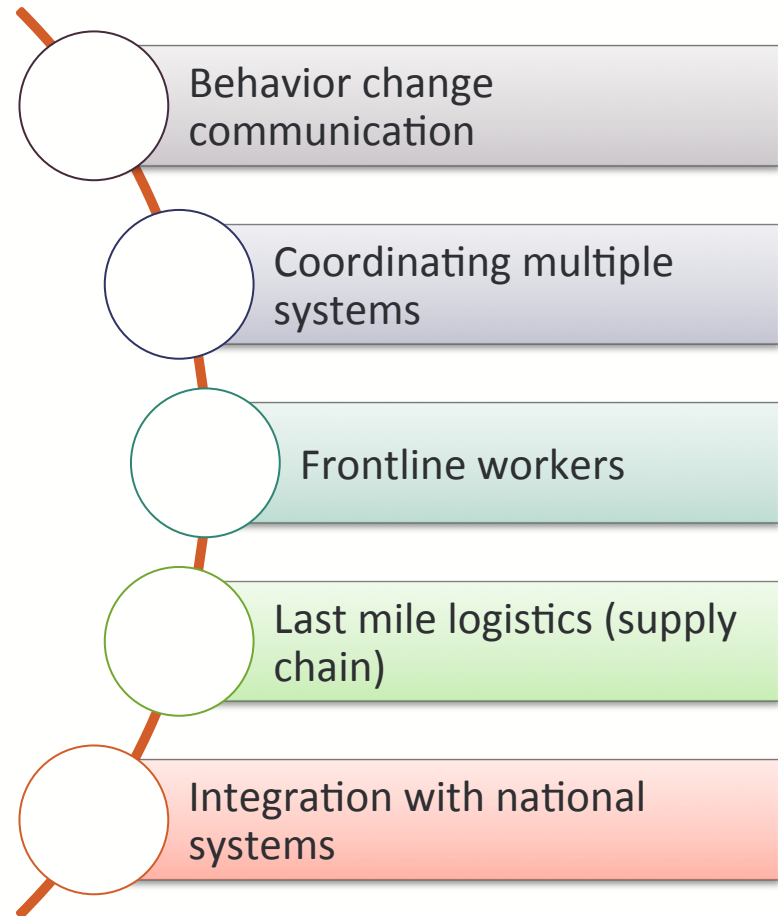 Behavior change
communication
Coordinating multiple
systems
Frontline workers
Last mile logistics (supply
chain)
Integration with national
systems